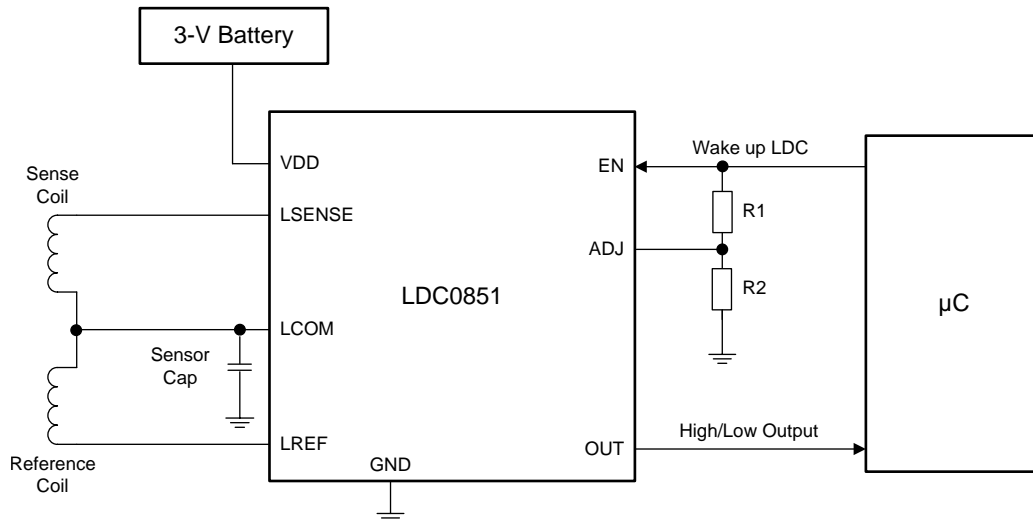 3-V Battery
VDD
Sense
Coil
LSENSE
LCOM
Sensor
Cap
LREF
Reference
Coil
GND
LDC0851
EN
Wake up LDC
R1
ADJ
R2
OUT
High/Low Output
µC